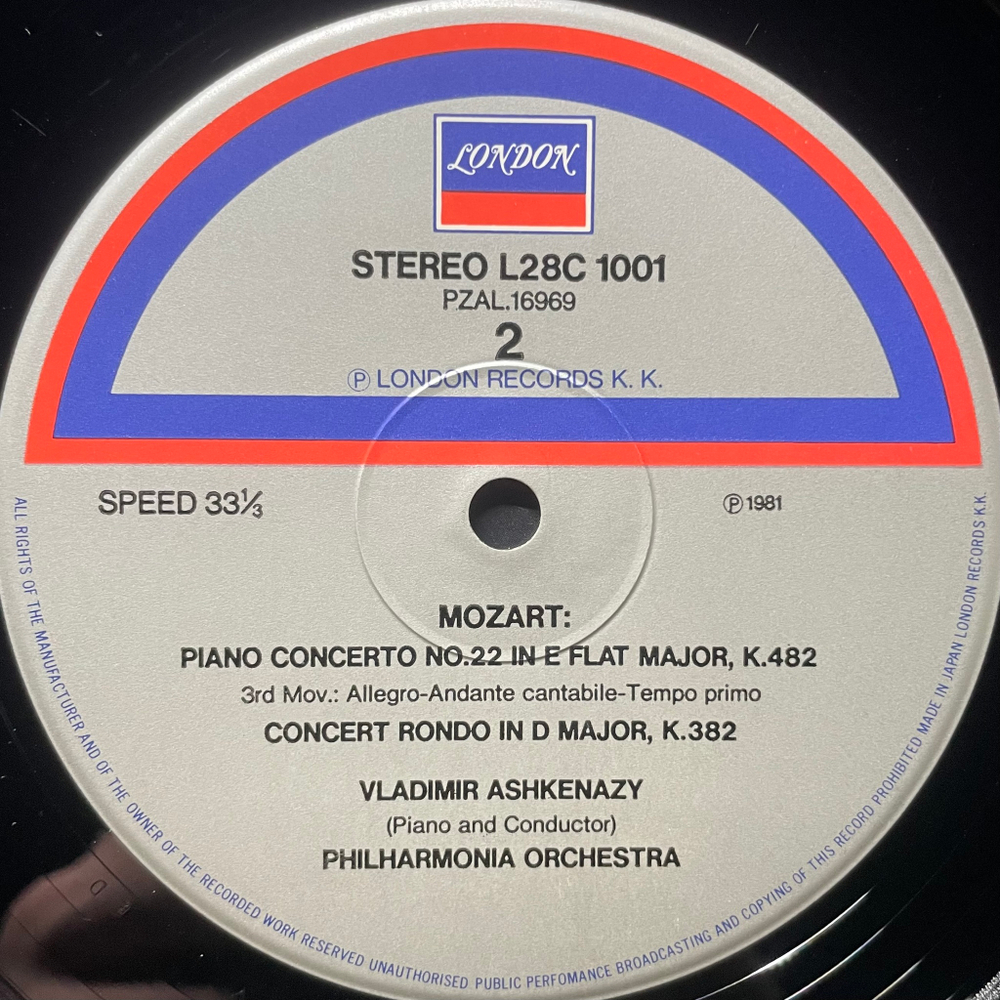 LONDON
STEREO L28C 1001
PZAL.16969
2
Ⓟ LONDON RECORDS K. K.
SPEED 33⅓
Ⓟ 1981
MOZART:
PIANO CONCERTO NO.22 IN E FLAT MAJOR, K.482
3rd Mov.: Allegro-Andante cantabile-Tempo primo
CONCERT RONDO IN D MAJOR, K.382
VLADIMIR ASHKENAZY
(Piano and Conductor)
PHILHARMONIA ORCHESTRA
ALL RIGHTS OF THE MANUFACTURER AND OF THE OWNER OF THE RECORDED WORK RESERVED UNAUTHORISED PUBLIC PERFOMANCE BROADCASTING AND COPYING OF THIS RECORD PROHIBITED MADE IN JAPAN LONDON RECORDS K.K.